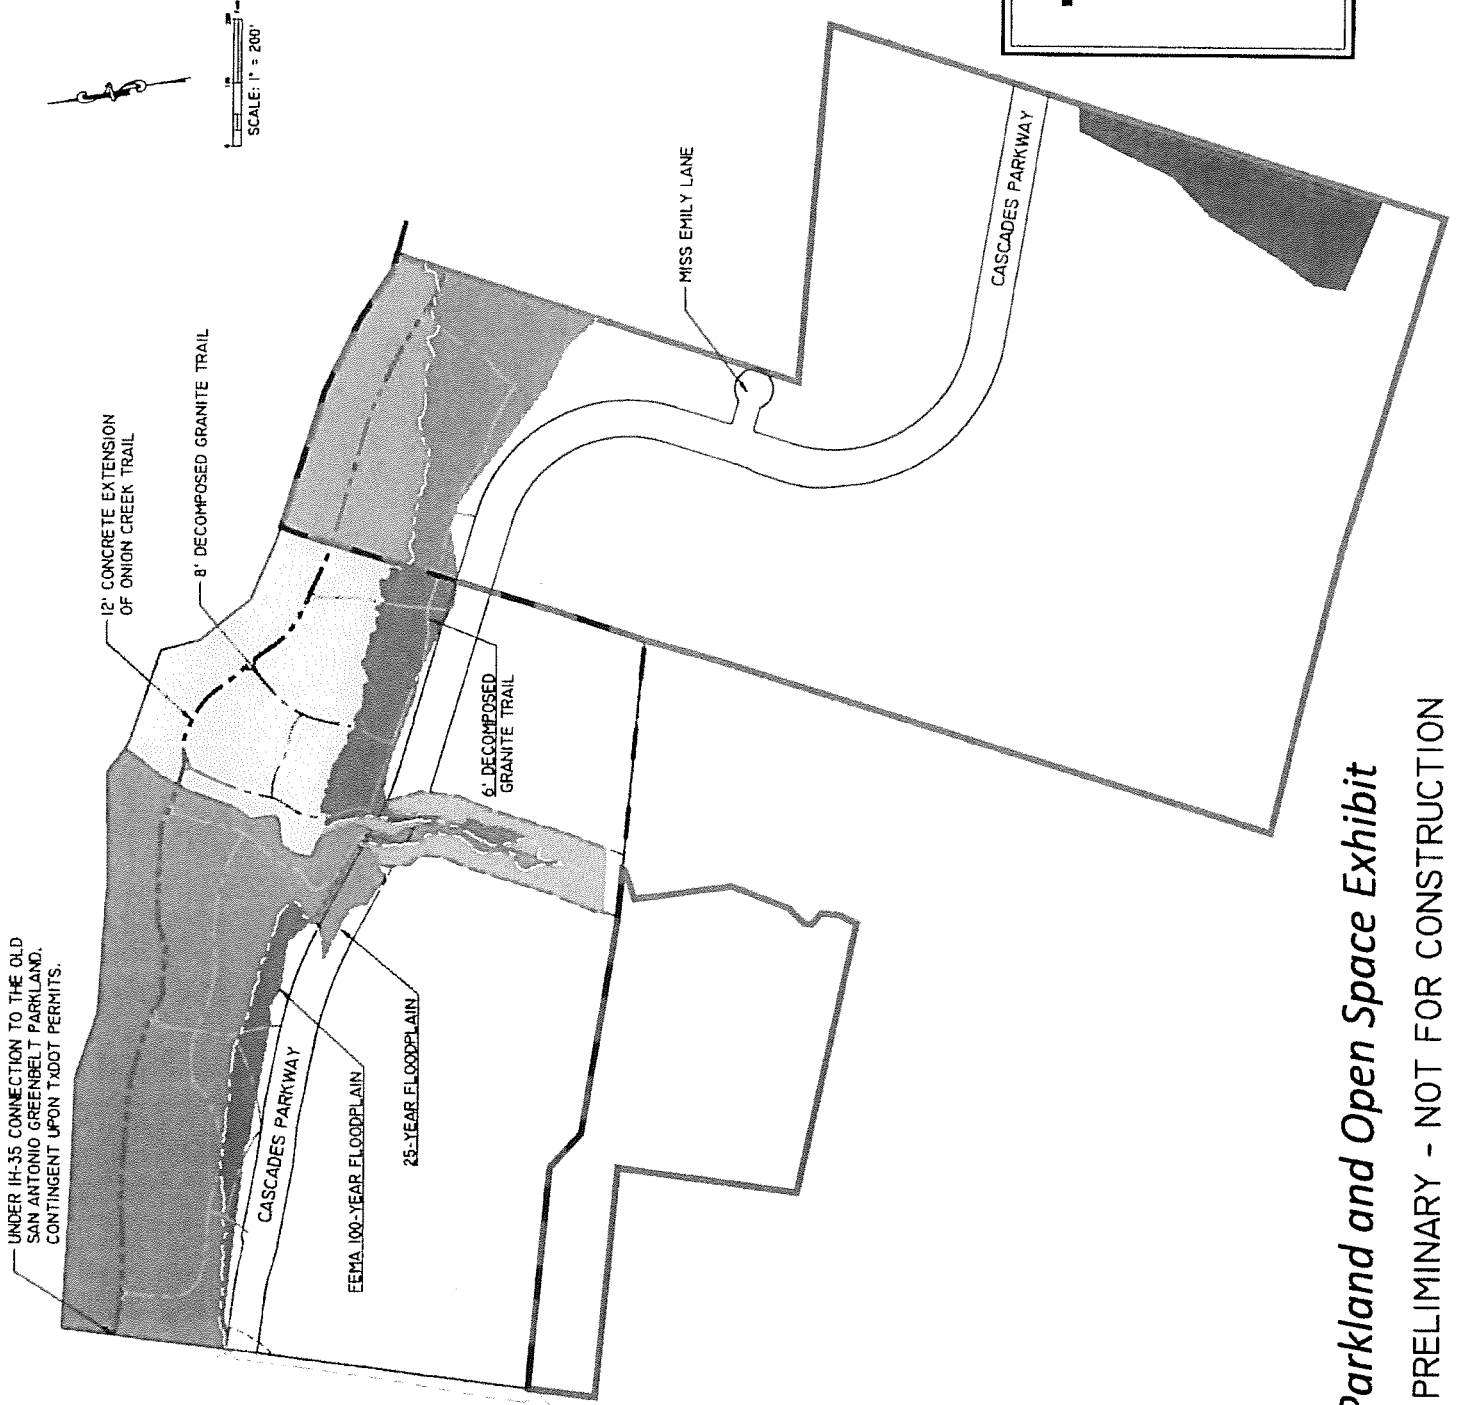 UNDER IH-35 CONNECTION TO THE OLD
SAN ANTONIO GREENBELT PARKLAND.
CONTINGENT UPON TXDOT PERMITS.
12' CONCRETE EXTENSION
OF ONION CREEK TRAIL
8' DECOMPOSED GRANITE TRAIL
SCALE: 1" = 200'
MISS EMILY LANE
CASCADES PARKWAY
6' DECOMPOSED
GRANITE TRAIL
CASCADES PARKWAY
FEMA 100-YEAR FLOODPLAIN
25-YEAR FLOODPLAIN
Parkland and Open Space Exhibit
PRELIMINARY - NOT FOR CONSTRUCTION